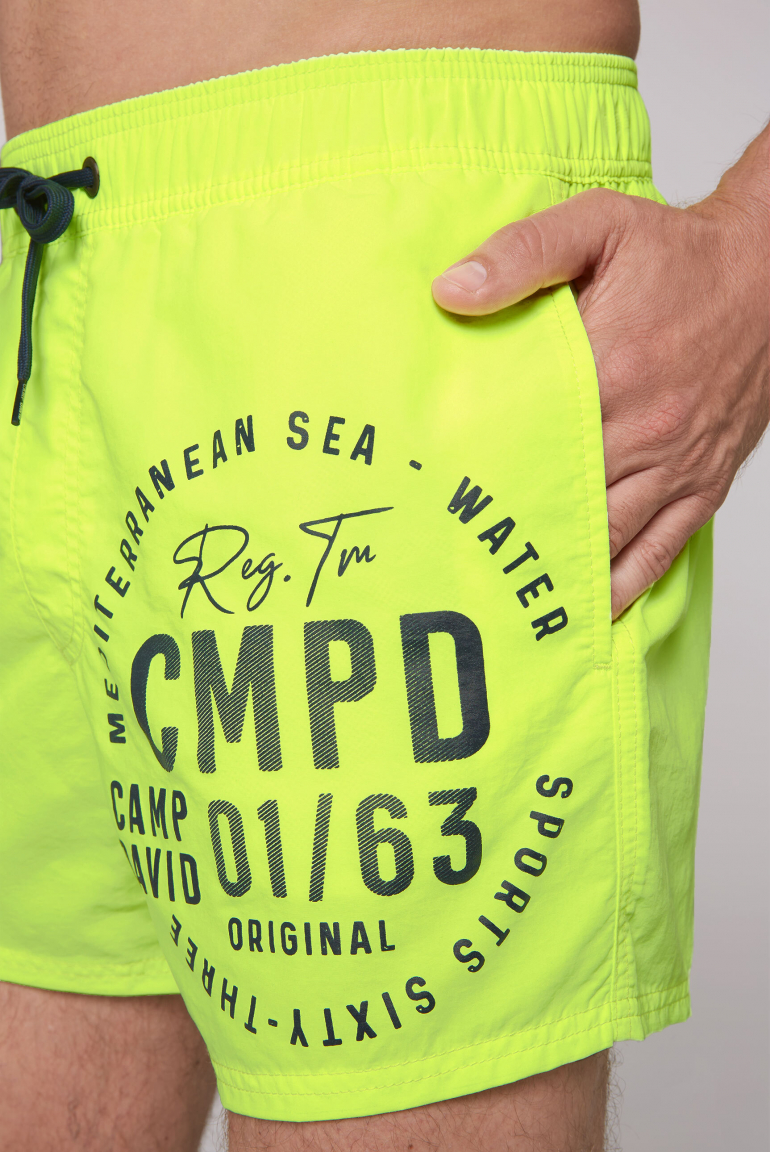 MEDITERRANEAN SEA - WATER
SPORTS SIXTY-THREE
Reg. Tm
CMPD
CAMP
DAVID
01/63
ORIGINAL